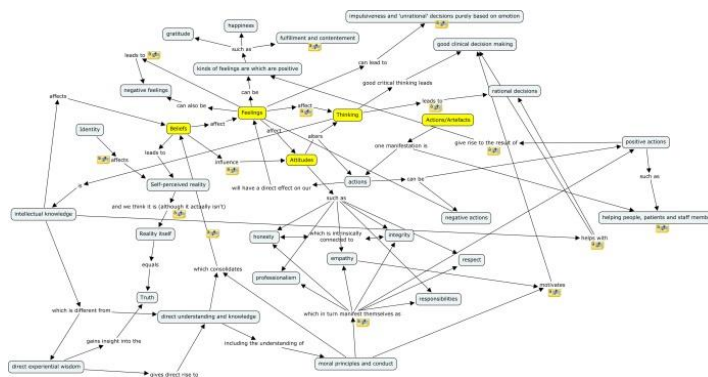 impulsiveness and 'unrational' decisions purely based on emotion
happiness
gratitude
fulfillment and contentement
good clinical decision making
such as
leads to
kinds of feelings are which are positive
can lead to
negative feelings
can be
good critical thinking leads
rational decisions
affects
can also be
Feelings
affect
Thinking
leads to
Beliefs
affect
Actions/Artefacts
Identity
effect
alters
one manifestation is
give rise to the result of
positive actions
affects
leads to
influence
Attitudes
is
Self-perceived reality
will have a direct effect on our
actions
can be
such as
and we think it is (although it actually isn't)
such as
Intellectual knowledge
negative actions
helping people, patients and staff memb
Reality itself
honesty
which is intrinsically
connected to
integrity
helps with
equals
which consolidates
empathy
respect
professionalism
motivates
Truth
responsibilities
which is different from
direct understanding and knowledge
which in turn manifest themselves as
gains insight into the
including the understanding of
direct experiential wisdom
gives direct rise to
moral principles and conduct